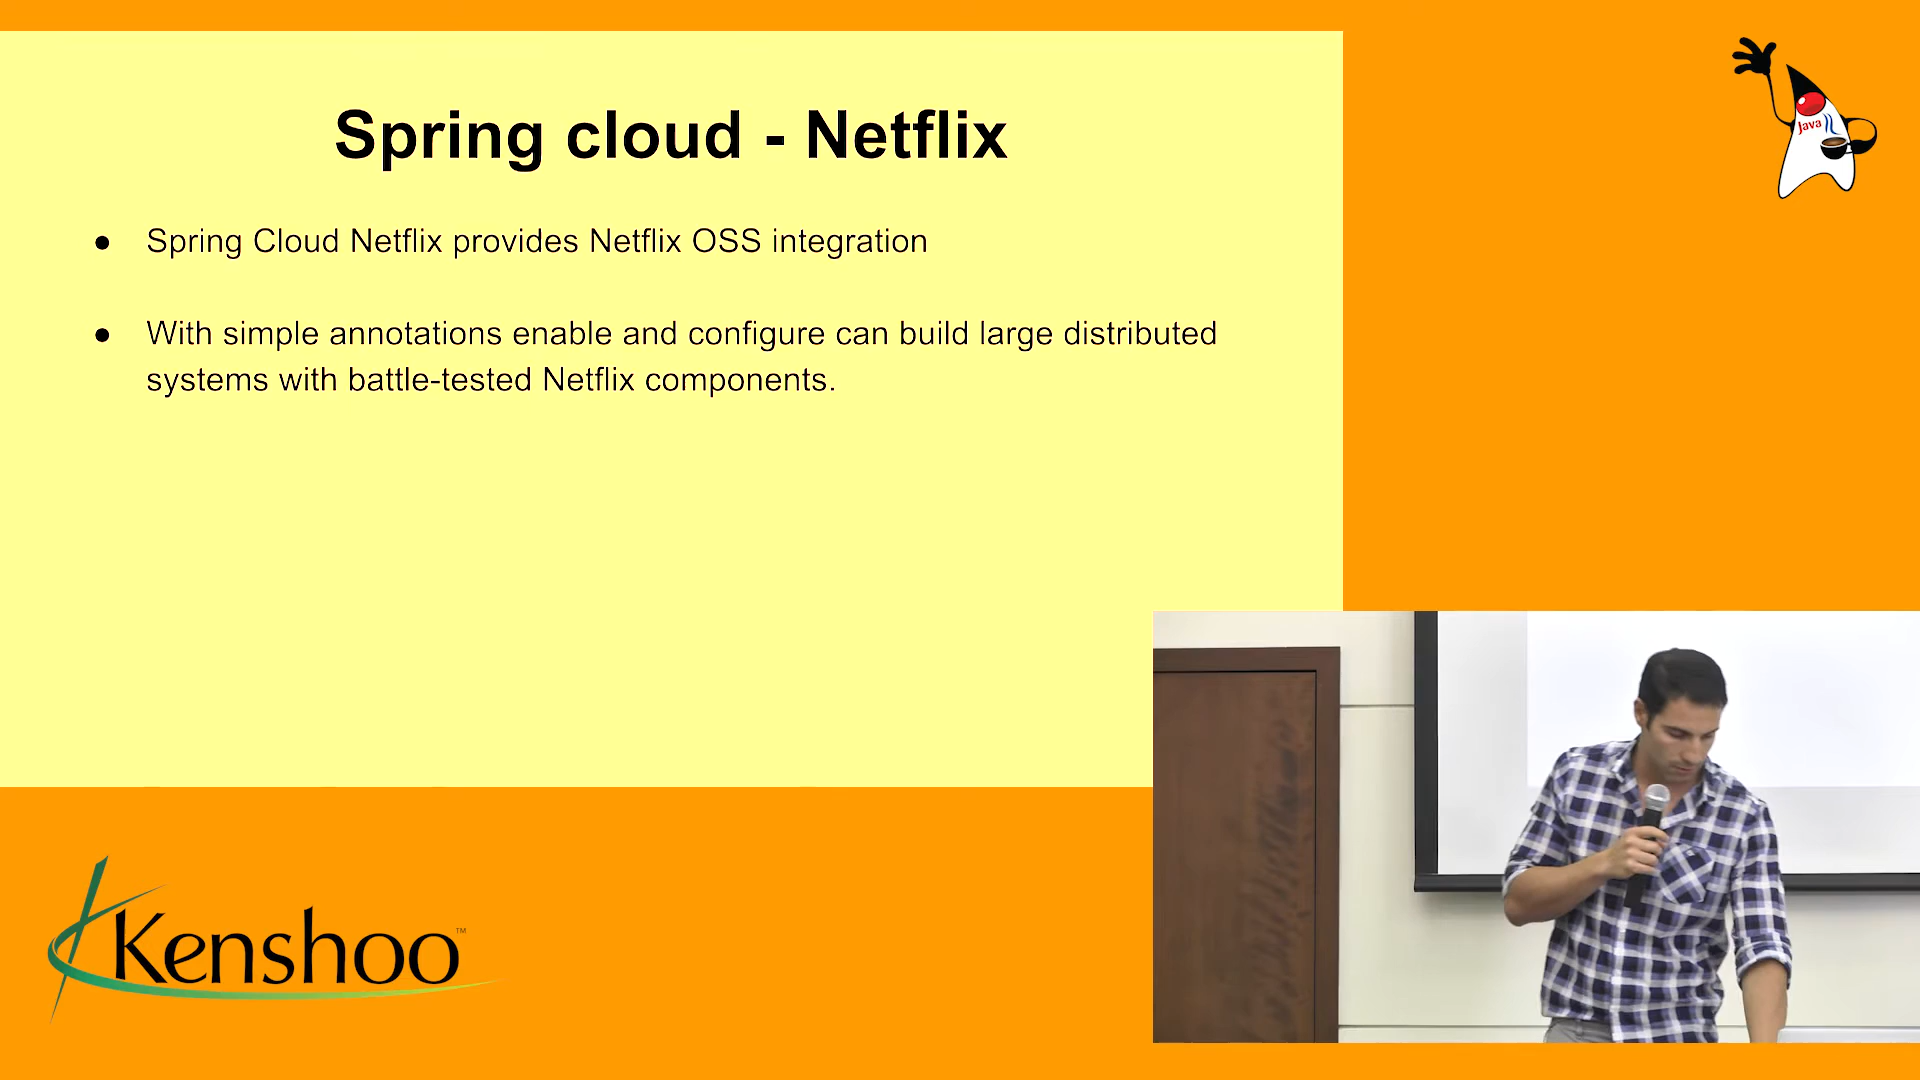 Spring cloud - Netflix
● Spring Cloud Netflix provides Netflix OSS integration
● With simple annotations enable and configure can build large distributed
systems with battle-tested Netflix components.
Java
Kenshoo™